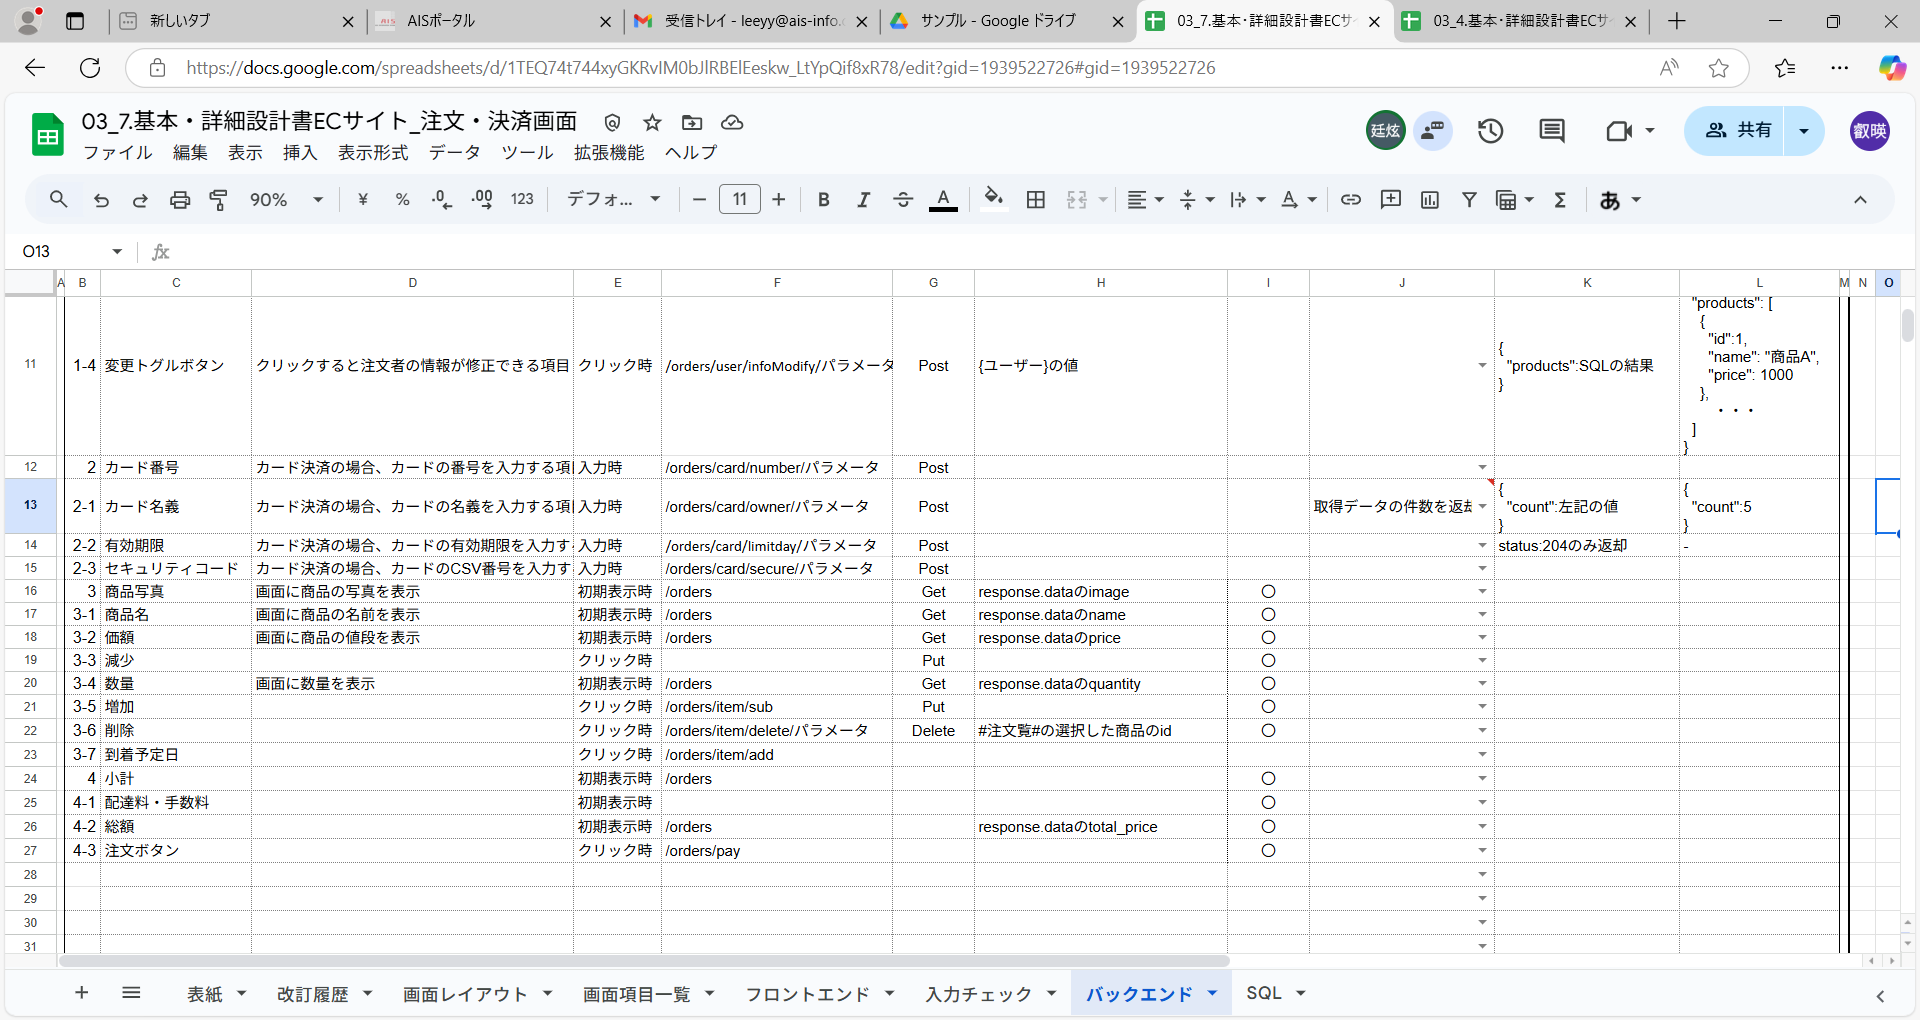 新しいタブ
AIS AISポータル
受信トレイ - leeyy@ais-info.
サンプル - Google ドライブ
03_7.基本・詳細設計書ECサ
03_4.基本・詳細設計書ECサ
https://docs.google.com/spreadsheets/d/1TEQ74t744xyGKRvIM0bJlRBElEeskw_LtYpQif8xR78/edit?gid=1939522726#gid=1939522726
03_7.基本・詳細設計書ECサイト_注文・決済画面
ファイル 編集 表示 挿入 表示形式 データ ツール 拡張機能 ヘルプ
廷炫
共有
叡暎
90% ¥ % .0 .00 123 デフォ... 11 B I A あ
O13 fx
A B C D E F G H I J K L M N O
11 1-4 変更トグルボタン クリックすると注文者の情報が修正できる項目 クリック時 /orders/user/infoModify/パラメータ Post {ユーザー}の値
{
"products":SQLの結果
}
"products": [
{
"id":1,
"name": "商品A",
"price": 1000
},
・・・
]
}
12 2 カード番号 カード決済の場合、カードの番号を入力する項 入力時 /orders/card/number/パラメータ Post
13 2-1 カード名義 カード決済の場合、カードの名義を入力する項 入力時 /orders/card/owner/パラメータ Post 取得データの件数を返却
{
"count":左記の値
}
{
"count":5
}
14 2-2 有効期限 カード決済の場合、カードの有効期限を入力す 入力時 /orders/card/limitday/パラメータ Post status:204のみ返却 -
15 2-3 セキュリティコード カード決済の場合、カードのCSV番号を入力す 入力時 /orders/card/secure/パラメータ Post
16 3 商品写真 画面に商品の写真を表示 初期表示時 /orders Get response.dataのimage 〇
17 3-1 商品名 画面に商品の名前を表示 初期表示時 /orders Get response.dataのname 〇
18 3-2 価額 画面に商品の値段を表示 初期表示時 /orders Get response.dataのprice 〇
19 3-3 減少 クリック時 Put 〇
20 3-4 数量 画面に数量を表示 初期表示時 /orders Get response.dataのquantity 〇
21 3-5 増加 クリック時 /orders/item/sub Put 〇
22 3-6 削除 クリック時 /orders/item/delete/パラメータ Delete #注文覧#の選択した商品のid 〇
23 3-7 到着予定日 クリック時 /orders/item/add
24 4 小計 初期表示時 /orders 〇
25 4-1 配達料・手数料 初期表示時 〇
26 4-2 総額 初期表示時 /orders response.dataのtotal_price 〇
27 4-3 注文ボタン クリック時 /orders/pay 〇
28
29
30
31
表紙 改訂履歴 画面レイアウト 画面項目一覧 フロントエンド 入力チェック バックエンド SQL